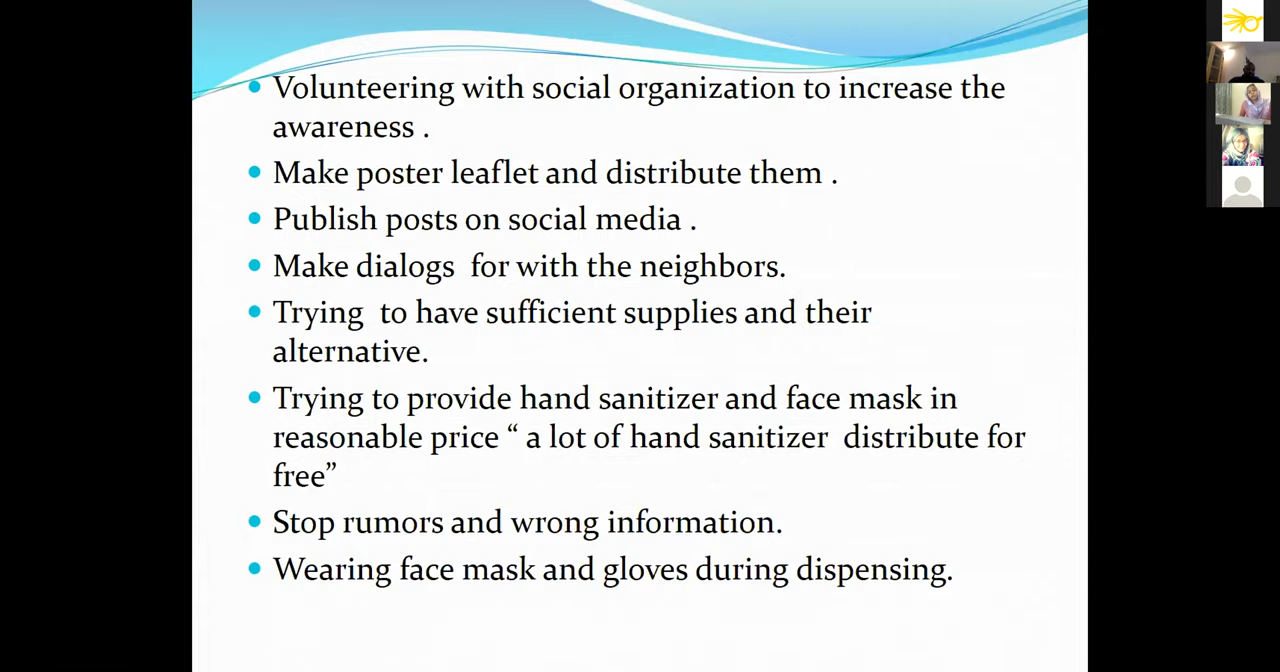 Volunteering with social organization to increase the
awareness .
Make poster leaflet and distribute them .
Publish posts on social media .
Make dialogs  for with the neighbors.
Trying  to have sufficient supplies and their
alternative.
Trying to provide hand sanitizer and face mask in
reasonable price “ a lot of hand sanitizer  distribute for
free”
Stop rumors and wrong information.
Wearing face mask and gloves during dispensing.